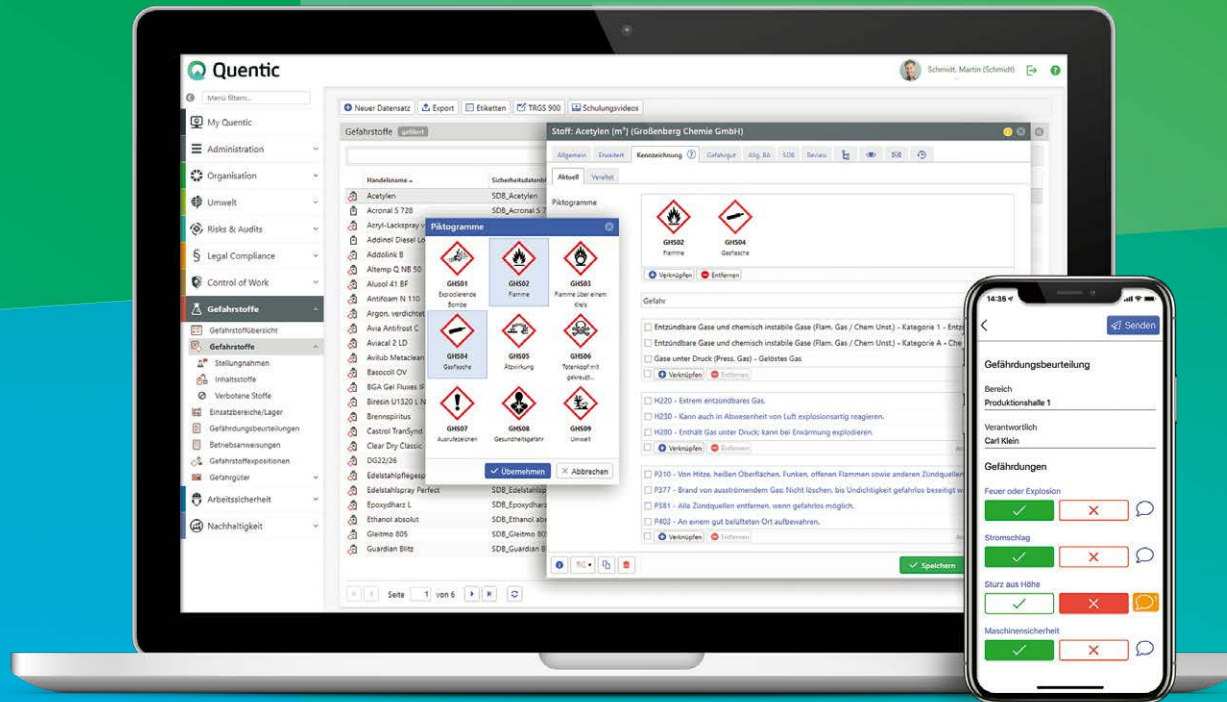 Quentic
Schmidt, Martin (Schmidt)
Menü filtern...
My Quentic
Administration
Organisation
Umwelt
Risks & Audits
Legal Compliance
Control of Work
Gefahrstoffe
Gefahrstoffübersicht
Gefahrstoffe
Stellungnahmen
Inhaltsstoffe
Verbotene Stoffe
Einsatzbereiche/Lager
Gefährdungsbeurteilungen
Betriebsanweisungen
Gefahrstoffexpositionen
Gefahrgüter
Arbeitssicherheit
Nachhaltigkeit
Neuer Datensatz Export Etiketten TRGS 900 Schulungsvideos
Gefahrstoffe gefiltert
Handelsname Sicherheitsdatenbl
Acetylen SDB_Acetylen
Acronal S 728 SDB_Acronal S 7
Acryl-Lackspray v
Addinol Diesel Lo
Addolink B
Altemp Q NB 50
Alusol 41 BF
Antifoam N 110
Argon, verdichtet
Avia Antifrost C
Aviacal 2 LD
Avilub Metaclean
Basocoll OV
BGA Gel Fluxes IF
Biresin U1320 L N
Brennspiritus
Castrol TranSynd
Clear Dry Classic
DG22/26
Edelstahlpflegesp
Edelstahlspray Perfect SDB_Edelstahlsp
Epoxydharz L SDB_Epoxydharz
Ethanol absolut SDB_Ethanol abs
Gleitmo 805 SDB_Gleitmo 80
Guardian Blitz SDB_Guardian B
Seite 1 von 6
Stoff: Acetylen [m³] (Großenberg Chemie GmbH)
Allgemein Erweitert Kennzeichnung Gefahrgut Allg. BA SDB Review
Aktuell Veraltet
Piktogramme
GHS02 GHS04
Flamme Gasflasche
Verknüpfen Entfernen
Gefahr
Entzündbare Gase und chemisch instabile Gase (Flam. Gas / Chem Unst.) - Kategorie 1 - Entz
Entzündbare Gase und chemisch instabile Gase (Flam. Gas / Chem Unst.) - Kategorie A - Che
Gase unter Druck (Press. Gas) - Gelöstes Gas
Verknüpfen Entfernen
H220 - Extrem entzündbares Gas.
H230 - Kann auch in Abwesenheit von Luft explosionsartig reagieren.
H280 - Enthält Gas unter Druck; kann bei Erwärmung explodieren.
Verknüpfen Entfernen
P210 - Von Hitze, heißen Oberflächen, Funken, offenen Flammen sowie anderen Zündquellen
P377 - Brand von ausströmendem Gas: Nicht löschen, bis Undichtigkeit gefahrlos beseitigt w
P381 - Alle Zündquellen entfernen, wenn gefahrlos möglich.
P403 - An einem gut belüfteten Ort aufbewahren.
Verknüpfen Entfernen
Speichern
Piktogramme
GHS01 GHS02 GHS03
Explodierende Flamme Flamme über einem
Bombe Kreis
GHS04 GHS05 GHS06
Gasflasche Ätzwirkung Totenkopf mit
gekreuzt...
GHS07 GHS08 GHS09
Ausrufezeichen Gesundheitsgefahr Umwelt
Übernehmen Abbrechen
14:35
Senden
Gefährdungsbeurteilung
Bereich
Produktionshalle 1
Verantwortlich
Carl Klein
Gefährdungen
Feuer oder Explosion
Stromschlag
Sturz aus Höhe
1
Maschinensicherheit